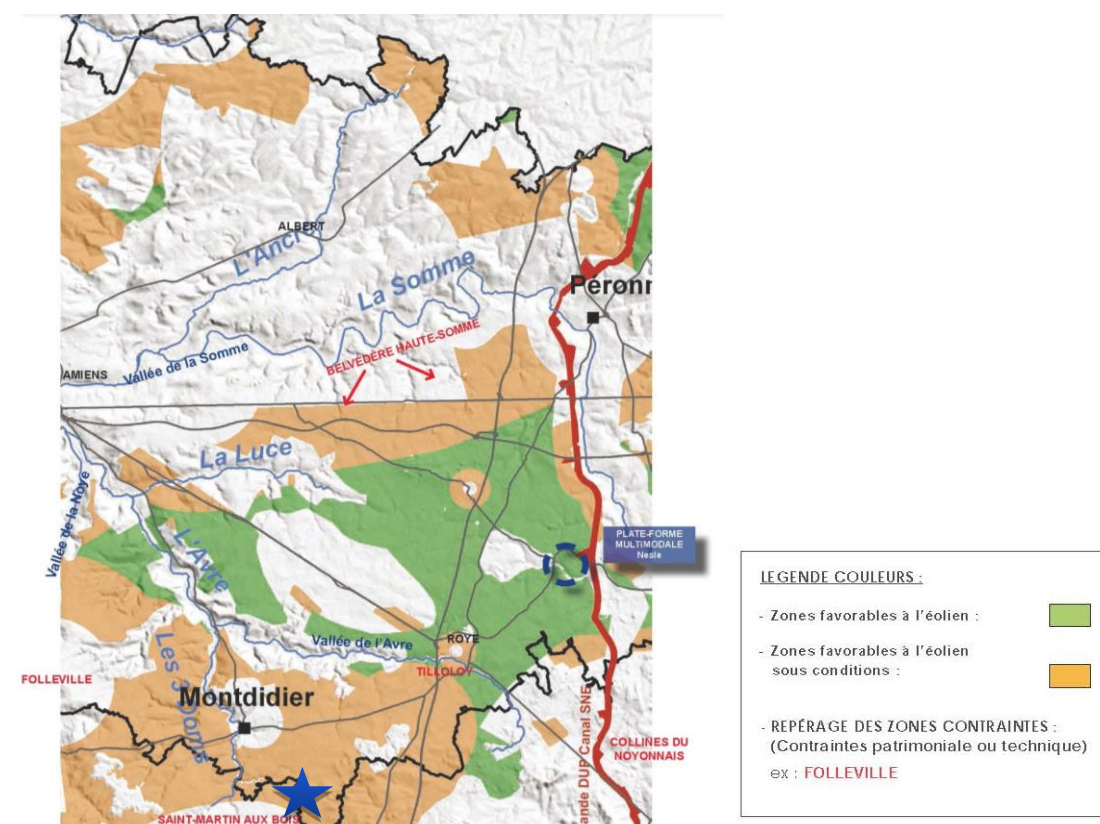 ALBERT
L'Ancre
La Somme
Péronn
BELVÉDÈRE HAUTE-SOMME
Vallée de la Somme
AMIENS
La Luce
Vallée de la Noye
L'Avre
PLATE-FORME
MULTIMODALE
Nesle
Vallée de l'Avre
ROYE
TILLOLOY
FOLLEVILLE
Les 3 Doms
Montdidier
COLLINES DU
NOYONNAIS
ande DUP Canal SNE
SAINT-MARTIN AUX BOIS
LEGENDE COULEURS :
- Zones favorables à l'éolien :
- Zones favorables à l'éolien
sous conditions :
- REPÉRAGE DES ZONES CONTRAINTES :
(Contraintes patrimoniale ou technique)
ex : FOLLEVILLE